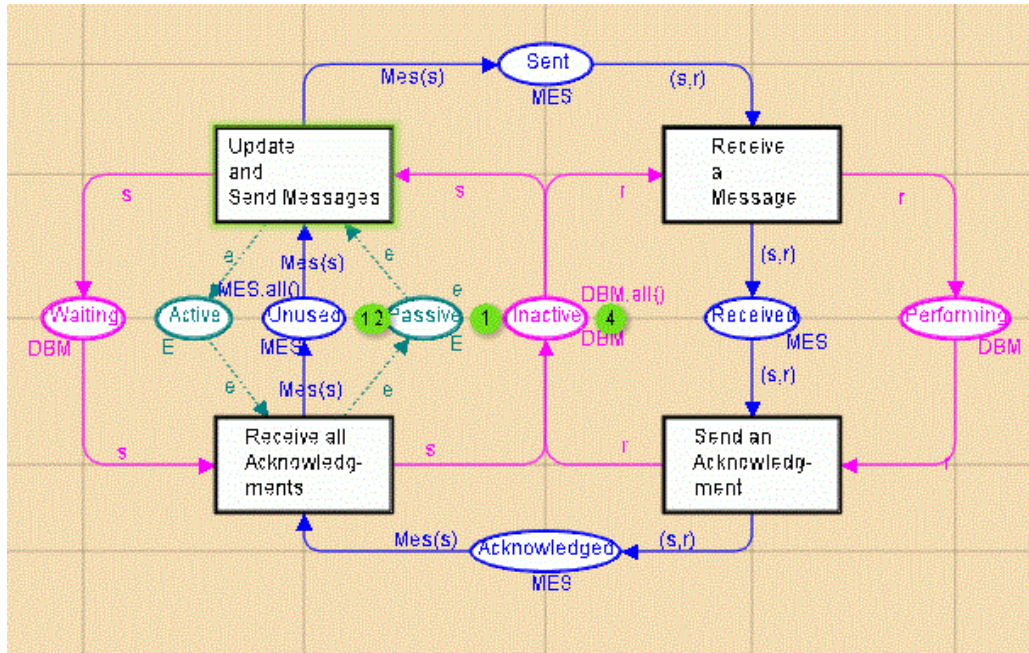 Sent
Mes(s)
(s,r)
MES
Update
and
Send Messages
Receive
a
Message
s
s
r
r
e
Mes(s)
e
(s,r)
MES.all()
e
DBM.all()
Waiting
Active
Unused
12
Passive
1
Inactive
4
Received
Performing
DBM
E
MES
E
DBM
MES
DBM
e
Mes(s)
e
(s,r)
Receive all
Acknowledg-
ments
Send an
Acknowledg-
ment
s
s
r
r
Mes(s)
Acknowledged
(s,r)
MES